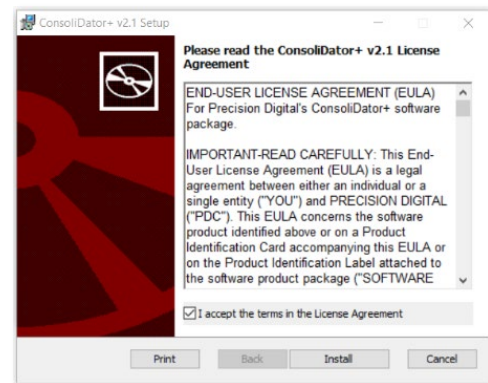 ConsoliDator+ v2.1 Setup
Please read the ConsoliDator+ v2.1 License
Agreement
END-USER LICENSE AGREEMENT (EULA)
For Precision Digital's ConsoliDator+ software
package.
IMPORTANT-READ CAREFULLY: This End-
User License Agreement (EULA) is a legal
agreement between either an individual or a
single entity ("YOU") and PRECISION DIGITAL
("PDC"). This EULA concerns the software
product identified above or on a Product
Identification Card accompanying this EULA or
on the Product Identification Label attached to
the software product package ("SOFTWARE
I accept the terms in the License Agreement
Print Back Install Cancel